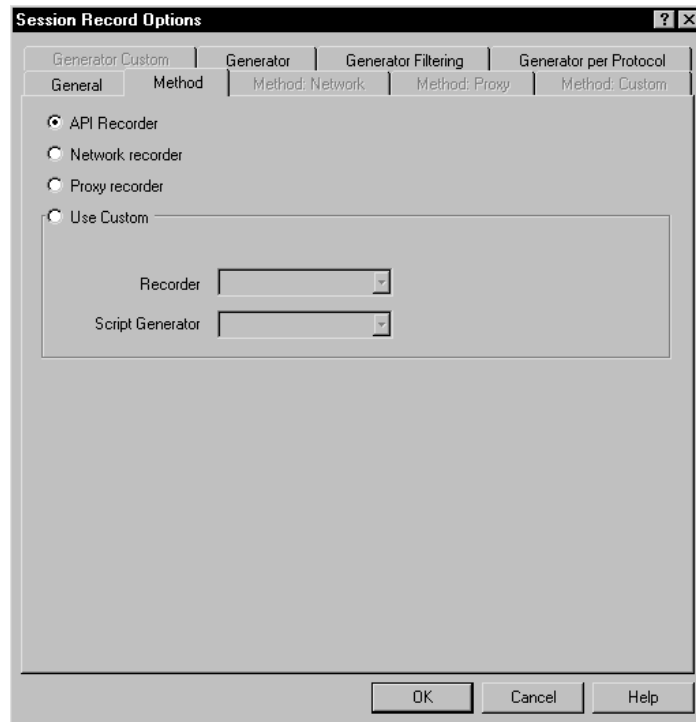 Session Record Options
Generator Custom Generator Generator Filtering Generator per Protocol
General Method Method: Network Method: Proxy Method: Custom
API Recorder
Network recorder
Proxy recorder
Use Custom
Recorder
Script Generator
OK Cancel Help